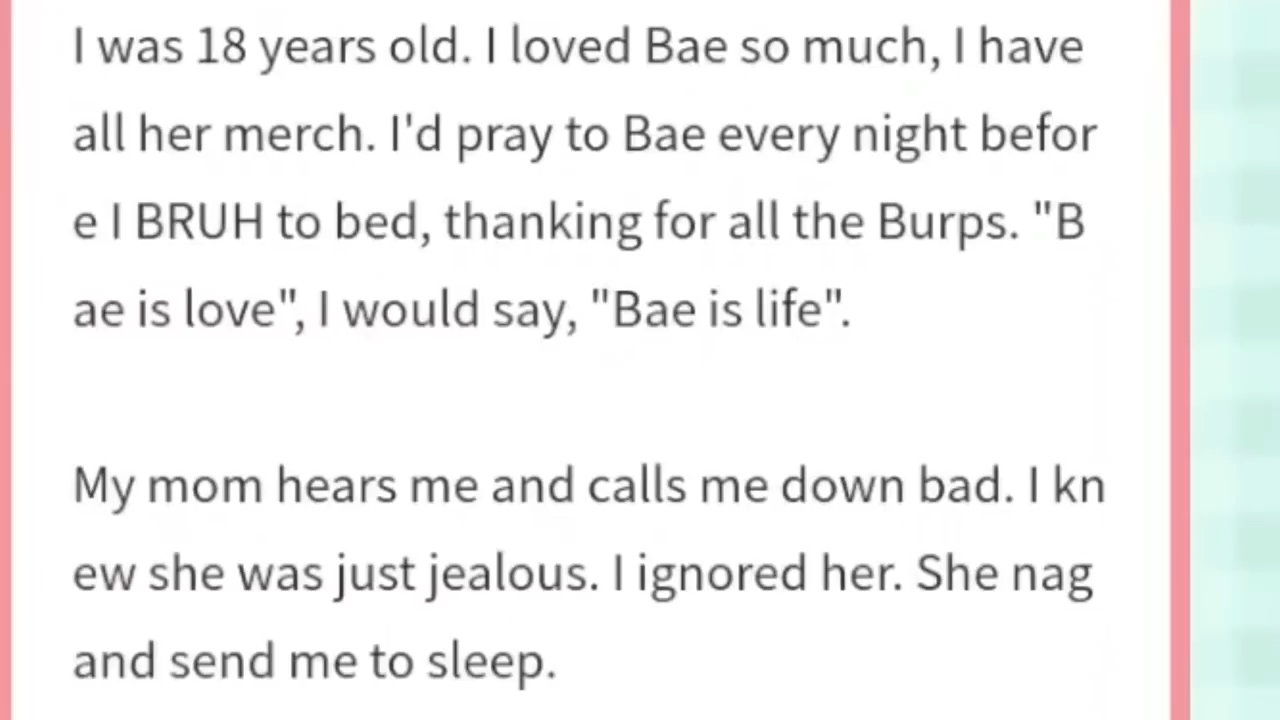 I was 18 years old. I loved Bae so much, I have
all her merch. I'd pray to Bae every night befor
e I BRUH to bed, thanking for all the Burps. "B
ae is love", I would say, "Bae is life".
My mom hears me and calls me down bad. I kn
ew she was just jealous. I ignored her. She nag
and send me to sleep.